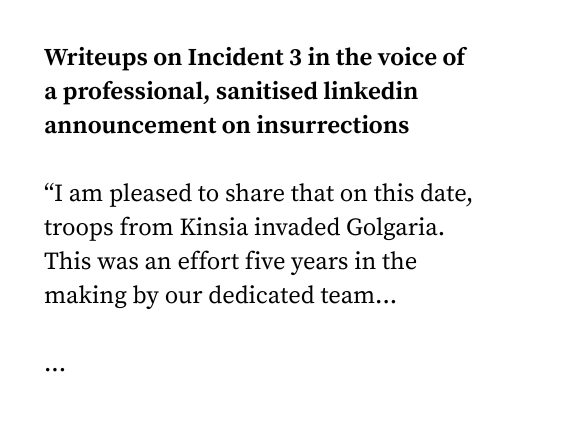 Writeups on Incident 3 in the voice of
a professional, sanitised linkedin
announcement on insurrections
“I am pleased to share that on this date,
troops from Kinsia invaded Golgaria.
This was an effort five years in the
making by our dedicated team…
…